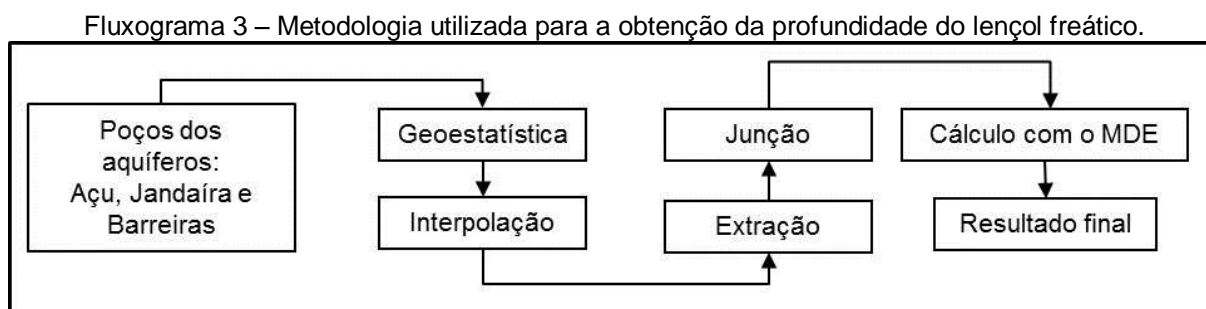 Fluxograma 3 – Metodologia utilizada para a obtenção da profundidade do lençol freático.
Poços dos
aquíferos:
Açu, Jandaíra e
Barreiras
Geoestatística
Interpolação
Extração
Junção
Cálculo com o MDE
Resultado final